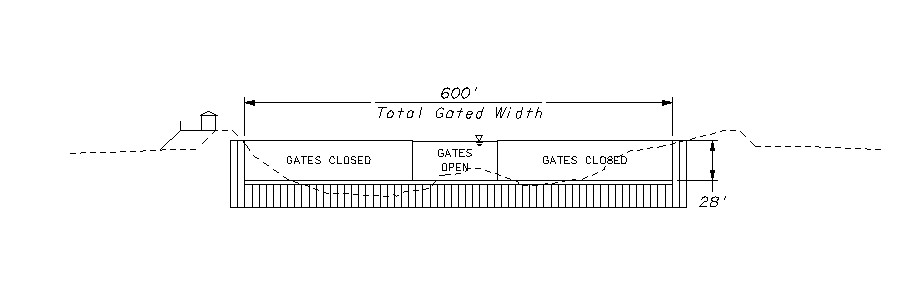 600'
Total Gated Width
GATES CLOSED
GATES
OPEN
GATES CLOSED
28'